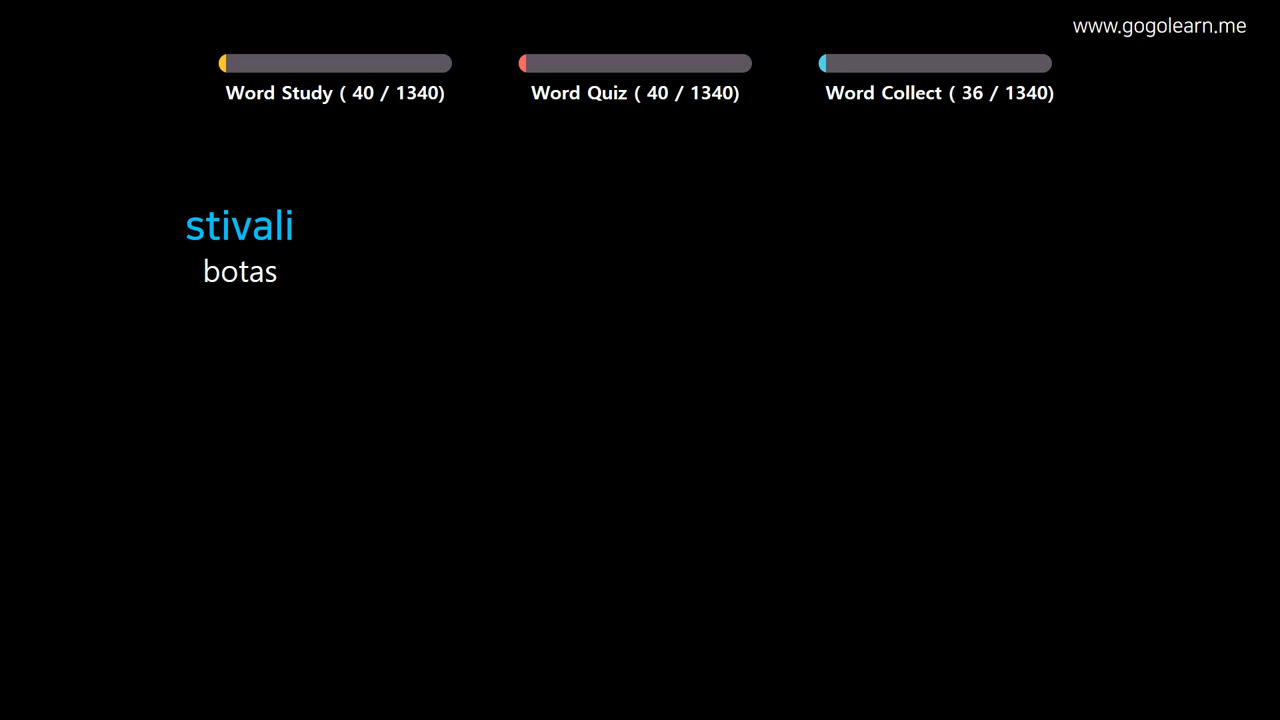 www.gogolearn.me
Word Study ( 40 / 1340)
Word Quiz ( 40 / 1340)
Word Collect ( 36 / 1340)
stivali
botas